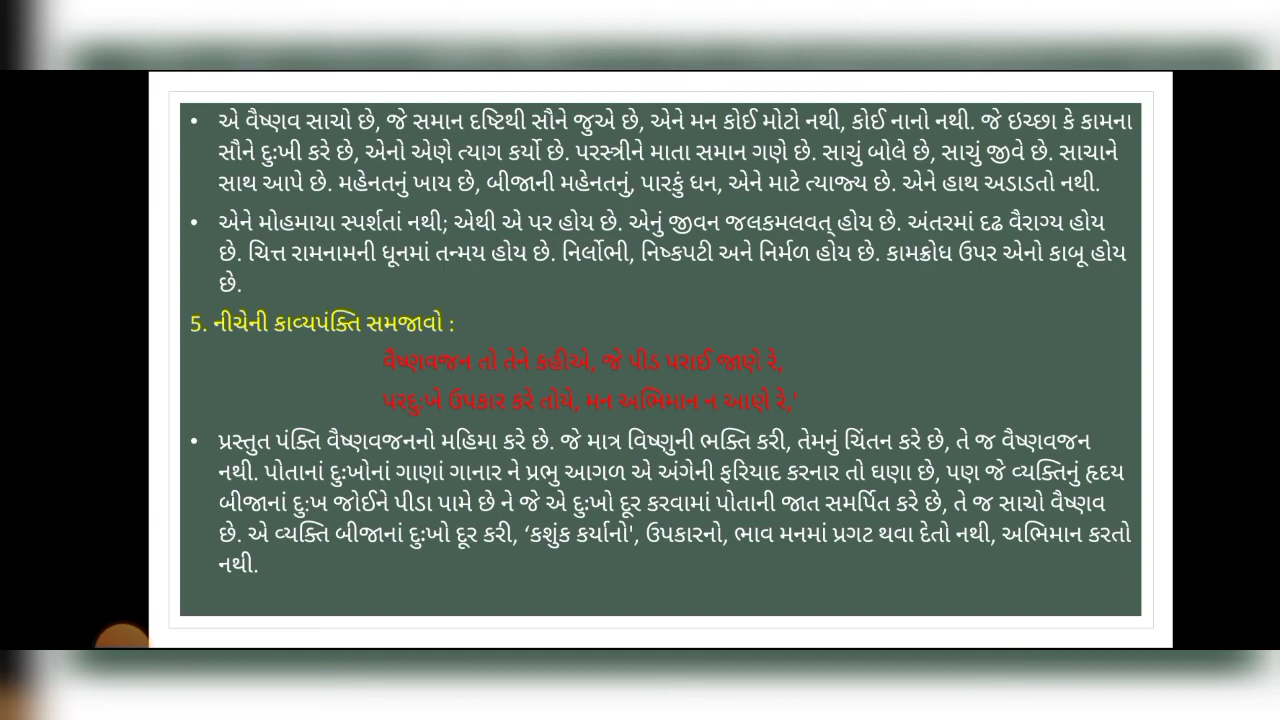 • એ વૈષ્ણવ સાચો છે, જે સમાન દષ્ટિથી સૌને જુએ છે, એને મન કોઈ મોટો નથી, કોઈ નાનો નથી. જે ઇચ્છા કે કામના
સૌને દુઃખી કરે છે, એનો એણે ત્યાગ કર્યો છે. પરસ્ત્રીને માતા સમાન ગણે છે. સાચું બોલે છે, સાચું જીવે છે. સાચાને
સાથ આપે છે. મહેનતનું ખાય છે, બીજાની મહેનતનું, પારકું ધન, એને માટે ત્યાજ્ય છે. એને હાથ અડાડતો નથી.
• એને મોહમાયા સ્પર્શતાં નથી; એથી એ પર હોય છે. એનું જીવન જલકમલવત્ હોય છે. અંતરમાં દઢ વૈરાગ્ય હોય
છે. ચિત્ત રામનામની ધૂનમાં તન્મય હોય છે. નિર્લોભી, નિષ્કપટી અને નિર્મળ હોય છે. કામક્રોધ ઉપર એનો કાબૂ હોય
છે.
5. નીચેની કાવ્યપંક્તિ સમજાવો :
વૈષ્ણવજન તો તેને કહીએ, જે પીડ પરાઈ જાણે રે,
પરદુઃખે ઉપકાર કરે તોયે, મન અભિમાન ન આણે રે,'
• પ્રસ્તુત પંક્તિ વૈષ્ણવજનનો મહિમા કરે છે. જે માત્ર વિષ્ણુની ભક્તિ કરી, તેમનું ચિંતન કરે છે, તે જ વૈષ્ણવજન
નથી. પોતાનાં દુઃખોનાં ગાણાં ગાનાર ને પ્રભુ આગળ એ અંગેની ફરિયાદ કરનાર તો ઘણા છે, પણ જે વ્યક્તિનું હૃદય
બીજાનાં દુ:ખ જોઈને પીડા પામે છે ને જે એ દુઃખો દૂર કરવામાં પોતાની જાત સમર્પિત કરે છે, તે જ સાચો વૈષ્ણવ
છે. એ વ્યક્તિ બીજાનાં દુઃખો દૂર કરી, ‘કશુંક કર્યાનો', ઉપકારનો, ભાવ મનમાં પ્રગટ થવા દેતો નથી, અભિમાન કરતો
નથી.